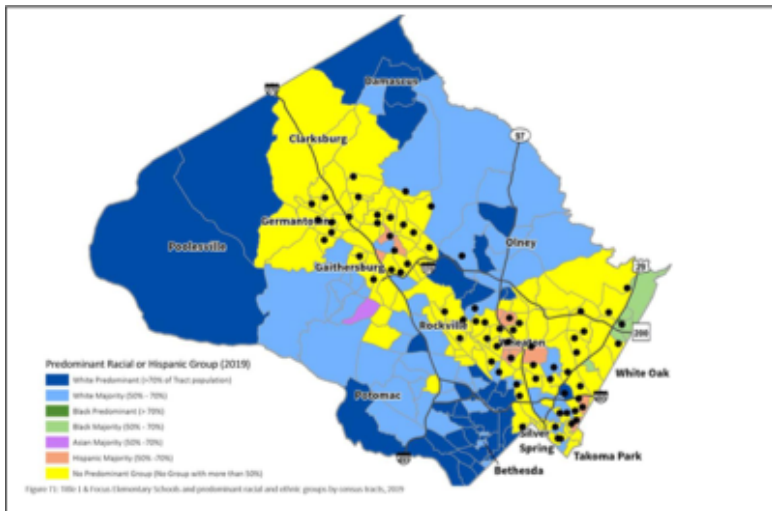 Damascus
97
Clarksburg
Germantown
Poolesville
Olney
Gaithersburg
29
Rockville
Wheaton
White Oak
Potomac
Silver
Spring
Takoma Park
Bethesda
Predominant Racial or Hispanic Group (2019)
White Predominant (>70% of Tract population)
White Majority (50% - 70%)
Black Predominant (> 70%)
Black Majority (50% - 70%)
Asian Majority (50% -70%)
Hispanic Majority (50% -70%)
No Predominant Group (No Group with more than 50%)
Figure 11: Title 1 & Focus Elementary Schools and predominant racial and ethnic groups by census tracts, 2019